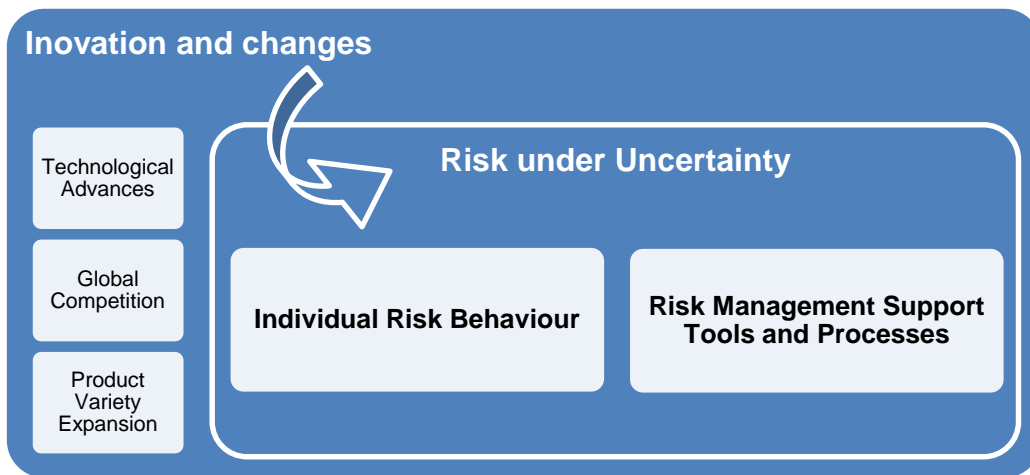 Inovation and changes
Technological
Advances
Global
Competition
Product
Variety
Expansion
Risk under Uncertainty
Individual Risk Behaviour
Risk Management Support
Tools and Processes